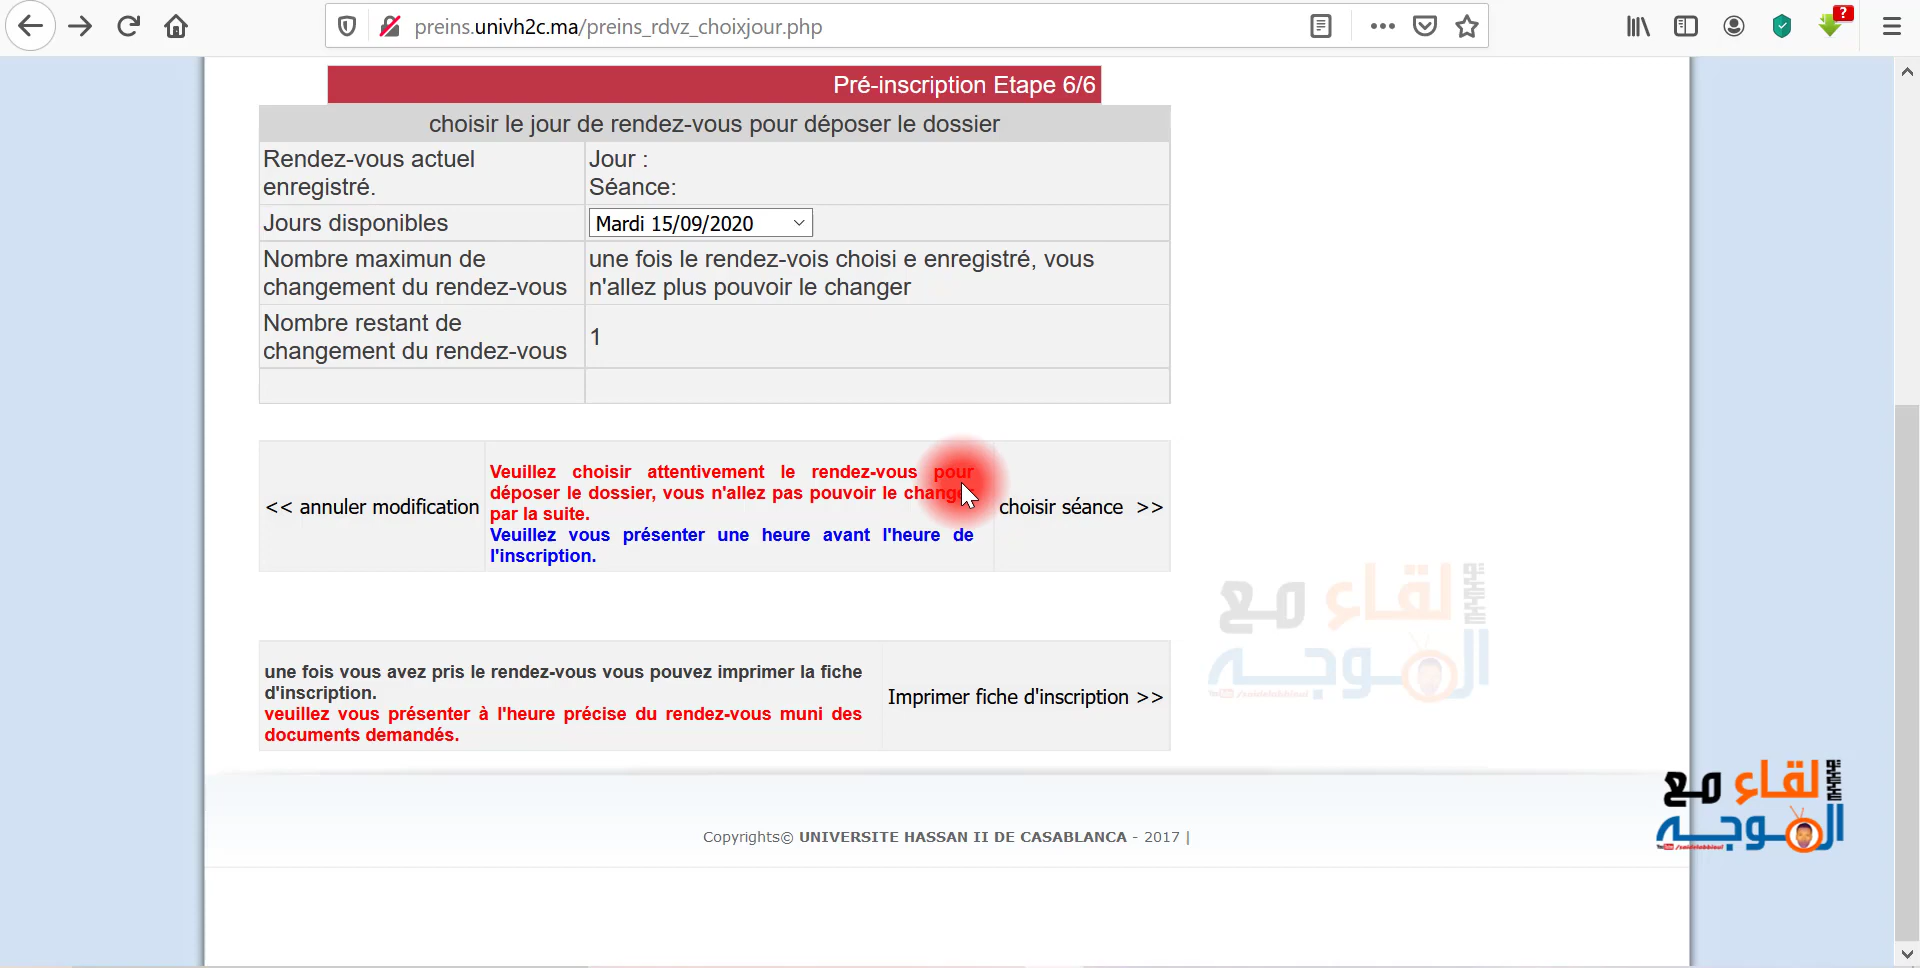 preins.univh2c.ma/preins_rdvz_choixjour.php
?
Pré-inscription Etape 6/6
choisir le jour de rendez-vous pour déposer le dossier
Rendez-vous actuel
enregistré.
Jour :
Séance:
Jours disponibles
Mardi 15/09/2020
Nombre maximun de
changement du rendez-vous
une fois le rendez-vois choisi e enregistré, vous
n'allez plus pouvoir le changer
Nombre restant de
changement du rendez-vous
1
<< annuler modification
Veuillez choisir attentivement le rendez-vous pour
déposer le dossier, vous n'allez pas pouvoir le changer
par la suite.
Veuillez vous présenter une heure avant l'heure de
l'inscription.
choisir séance >>
لقاء مع
الموجه
une fois vous avez pris le rendez-vous vous pouvez imprimer la fiche
d'inscription.
veuillez vous présenter à l'heure précise du rendez-vous muni des
documents demandés.
Imprimer fiche d'inscription >>
لقاء مع
الموجه
Copyrights© UNIVERSITE HASSAN II DE CASABLANCA - 2017 |